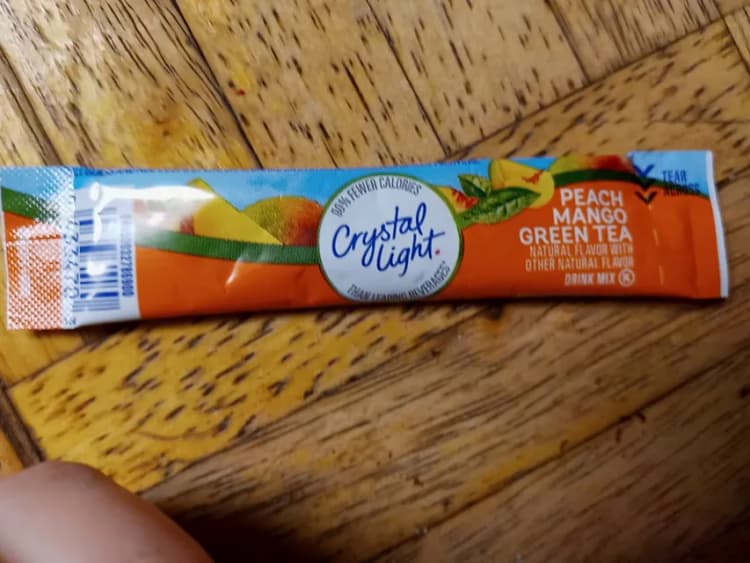 90% FEWER CALORIES
Crystal
Light
THAN LEADING BEVERAGES*
PEACH
MANGO
GREEN TEA
NATURAL FLAVOR WITH
OTHER NATURAL FLAVOR
DRINK MIX K
TEAR
ACROSS